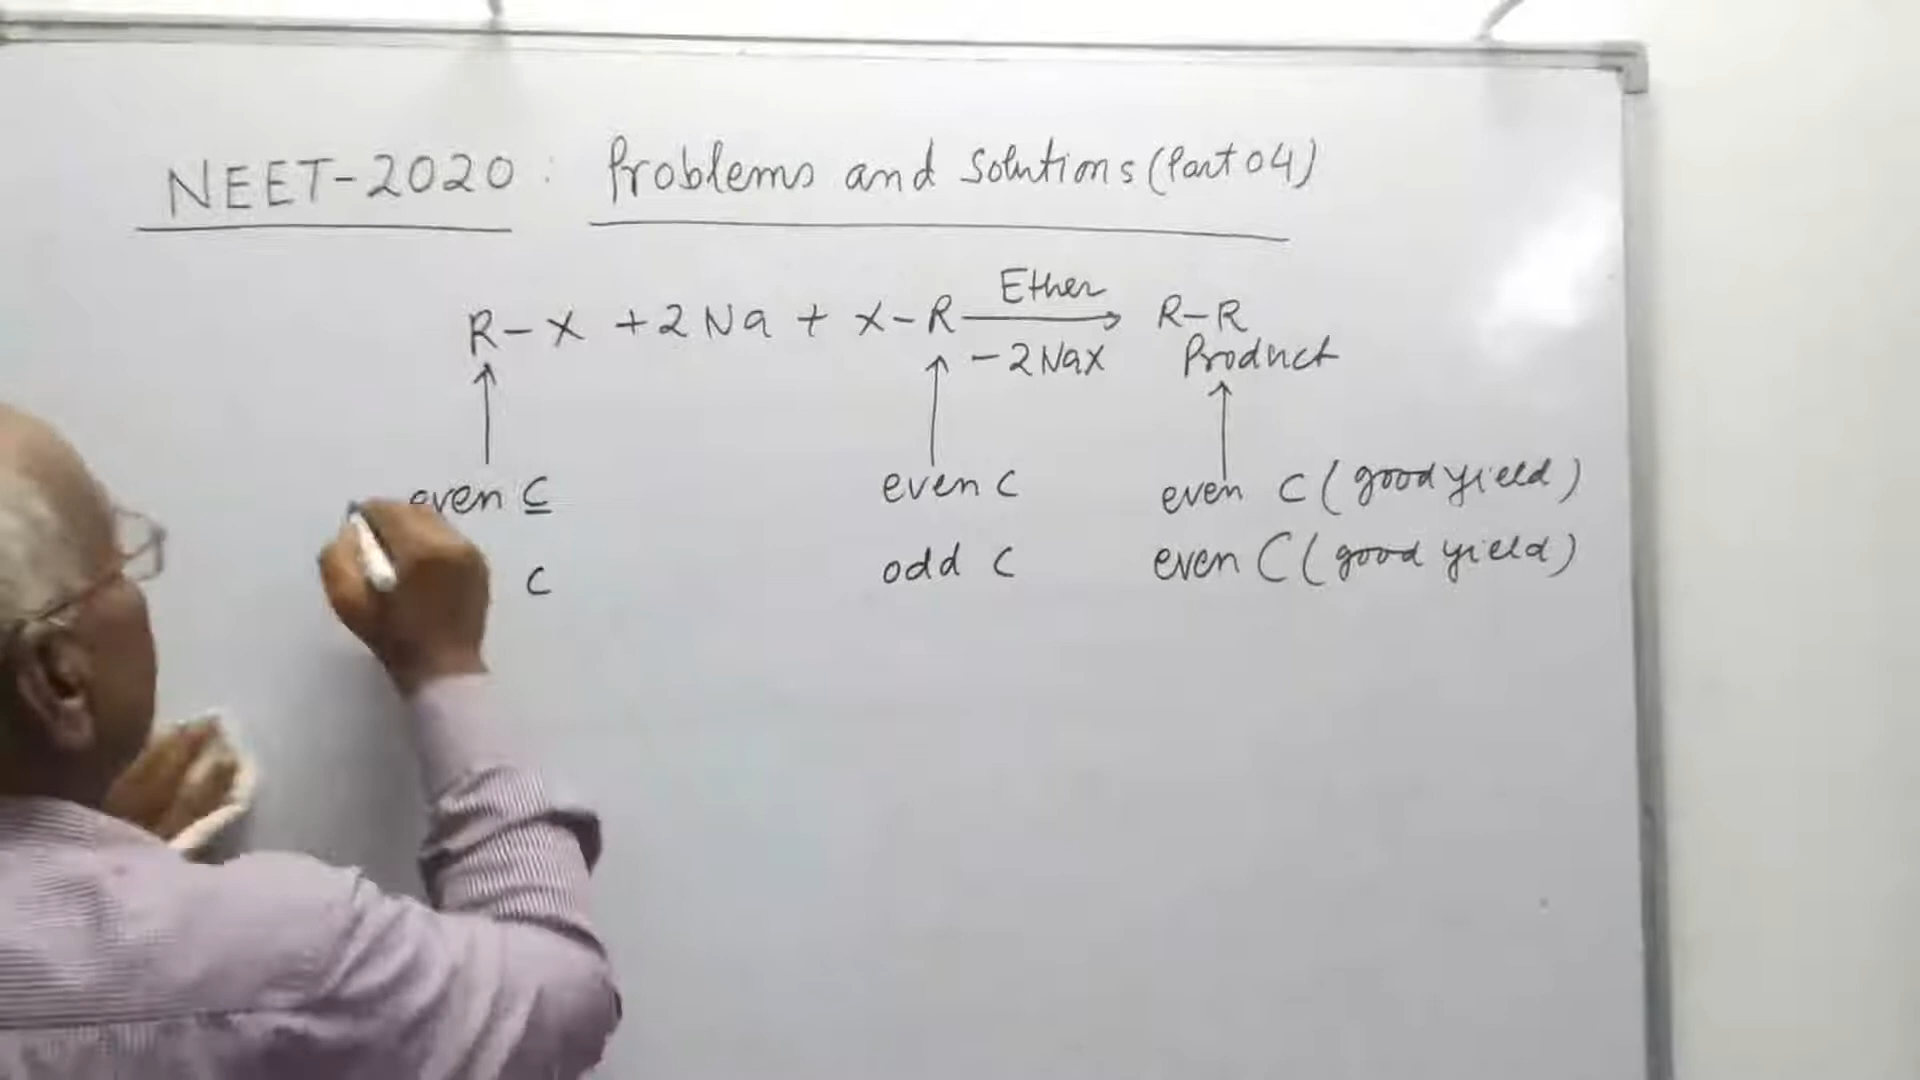 NEET-2020: Problems and Solutions (Part 04)
R-X + 2Na + X-R Ether → R-R
-2NaX Product
↑ ↑ ↑
even C even C even C (good yield)
C odd C even C (good yield)